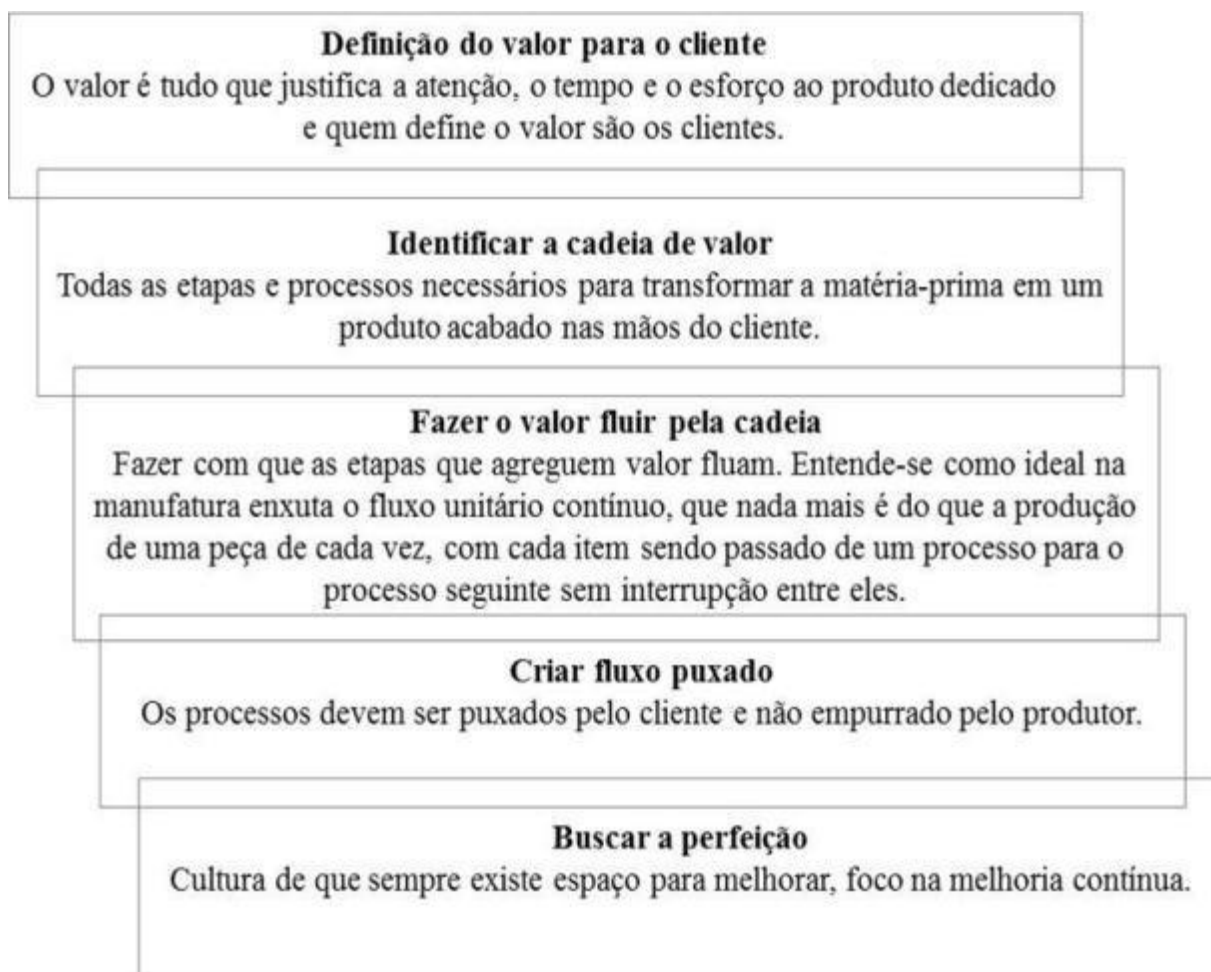 Definição do valor para o cliente
O valor é tudo que justifica a atenção, o tempo e o esforço ao produto dedicado
e quem define o valor são os clientes.
Identificar a cadeia de valor
Todas as etapas e processos necessários para transformar a matéria-prima em um
produto acabado nas mãos do cliente.
Fazer o valor fluir pela cadeia
Fazer com que as etapas que agreguem valor fluam. Entende-se como ideal na
manufatura enxuta o fluxo unitário contínuo, que nada mais é do que a produção
de uma peça de cada vez, com cada item sendo passado de um processo para o
processo seguinte sem interrupção entre eles.
Criar fluxo puxado
Os processos devem ser puxados pelo cliente e não empurrado pelo produtor.
Buscar a perfeição
Cultura de que sempre existe espaço para melhorar, foco na melhoria contínua.